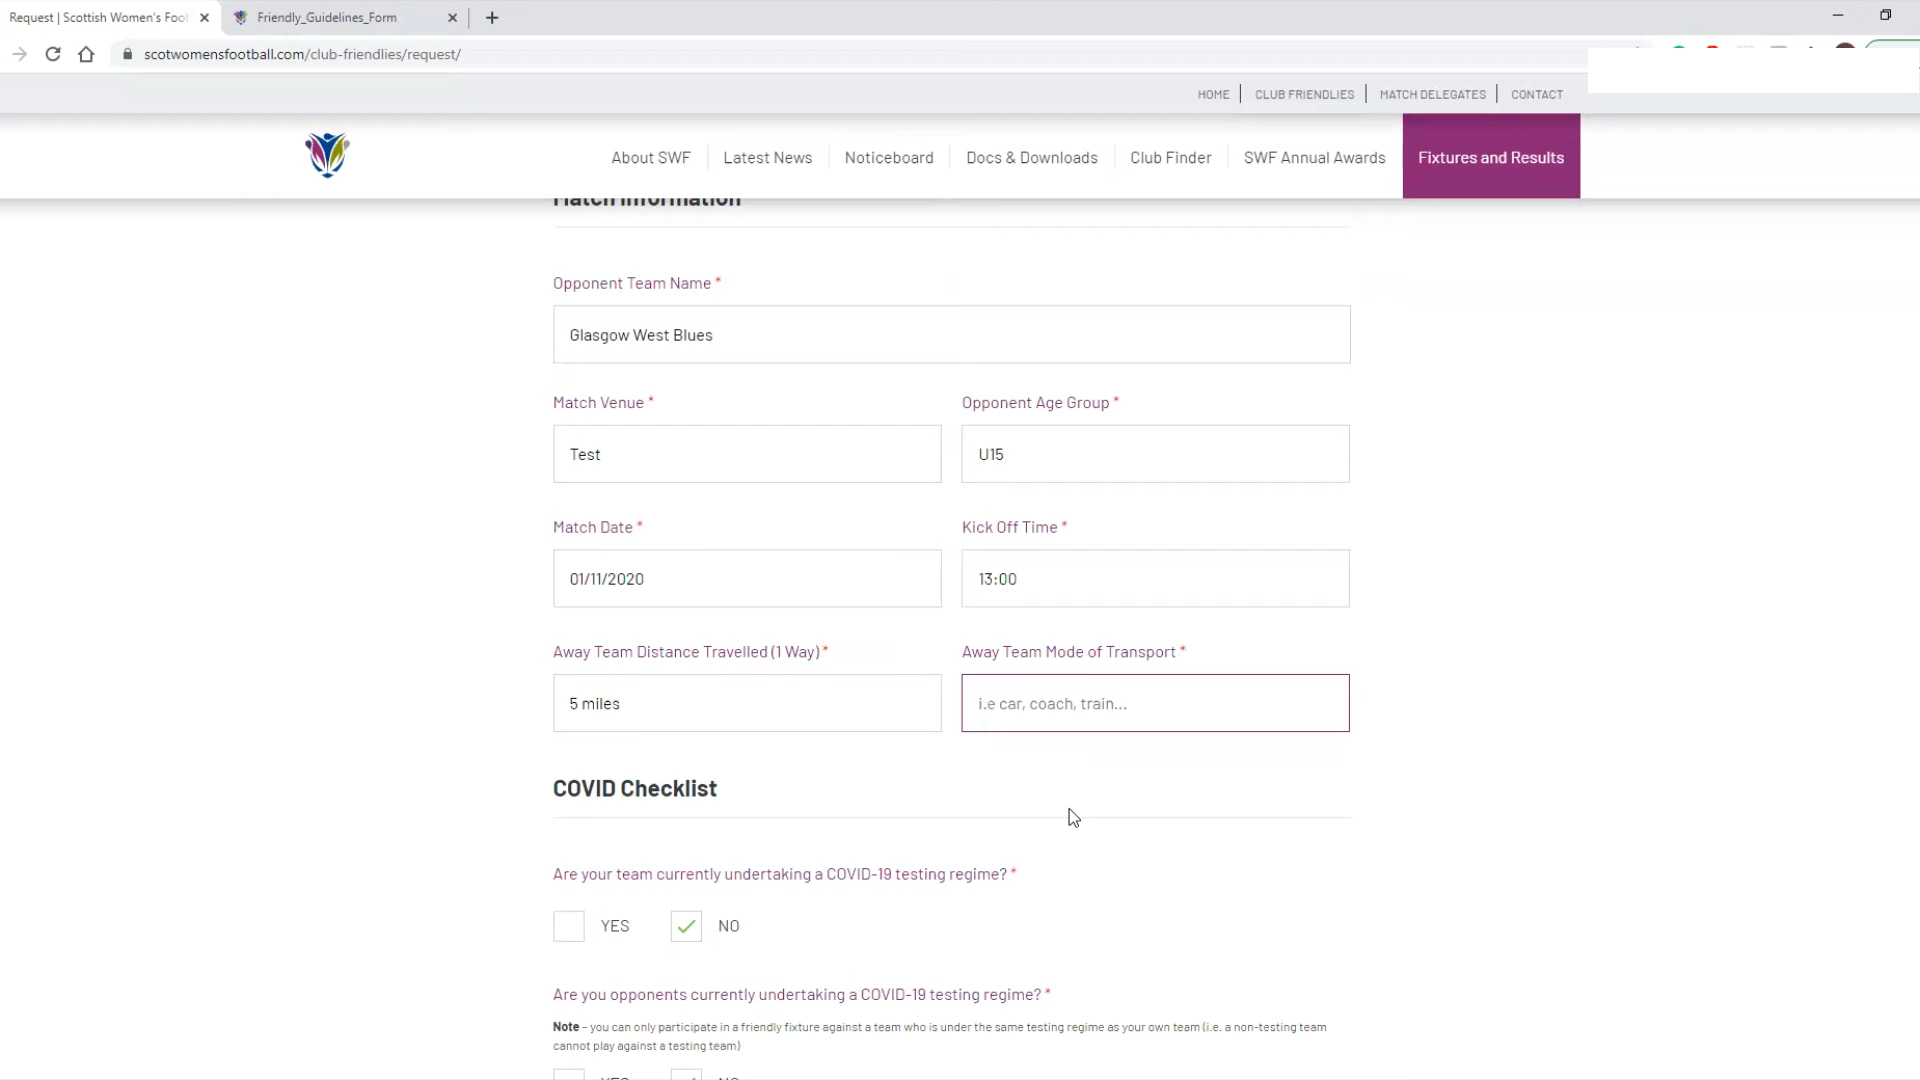 Request | Scottish Women's Foot
Friendly_Guidelines_Form
scotwomensfootball.com/club-friendlies/request/
HOME
CLUB FRIENDLIES
MATCH DELEGATES
CONTACT
About SWF
Latest News
Noticeboard
Docs & Downloads
Club Finder
SWF Annual Awards
Fixtures and Results
Match Information
Opponent Team Name *
Glasgow West Blues
Match Venue *
Opponent Age Group *
Test
U15
Match Date *
Kick Off Time *
01/11/2020
13:00
Away Team Distance Travelled (1 Way) *
Away Team Mode of Transport *
5 miles
i.e car, coach, train...
COVID Checklist
Are your team currently undertaking a COVID-19 testing regime? *
YES
NO
Are you opponents currently undertaking a COVID-19 testing regime? *
Note - you can only participate in a friendly fixture against a team who is under the same testing regime as your own team (i.e. a non-testing team
cannot play against a testing team)
YES
NO